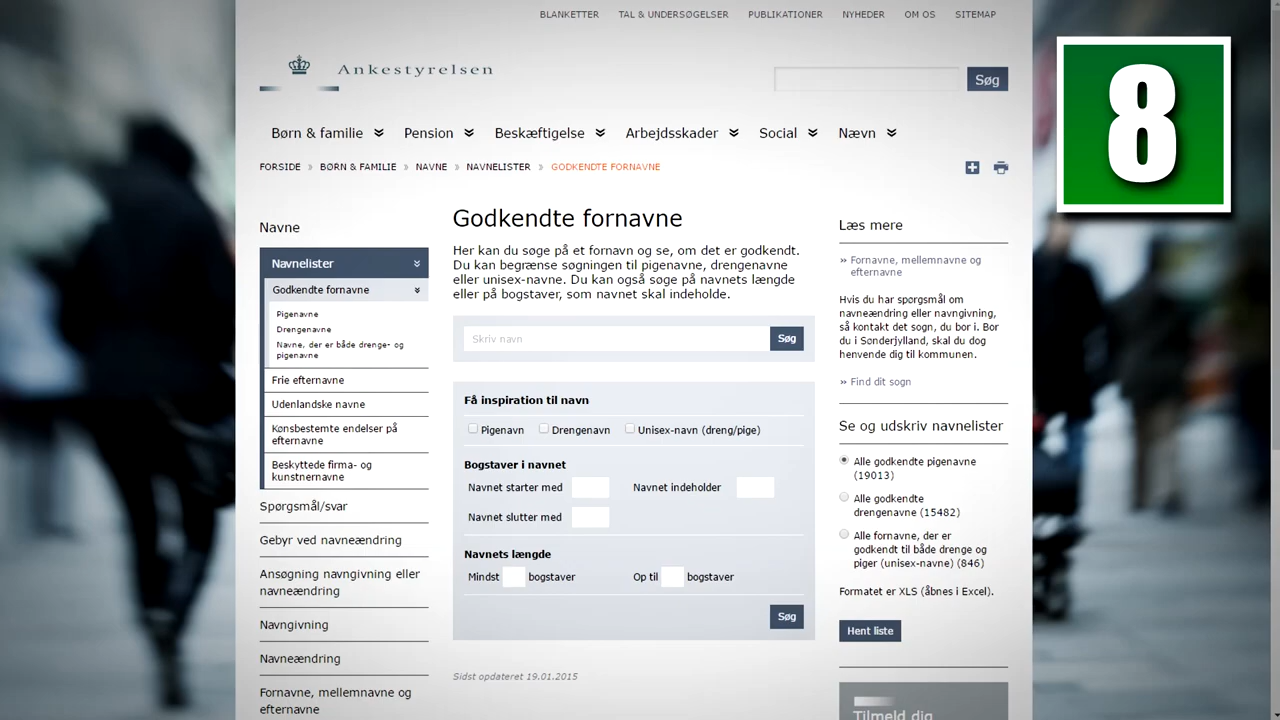 BLANKETTER TAL & UNDERSØGELSER PUBLIKATIONER NYHEDER OM OS SITEMAP
8
Ankestyrelsen
Søg
Børn & familie Pension Beskæftigelse Arbejdsskader Social Nævn
FORSIDE » BØRN & FAMILIE » NAVNE » NAVNELISTER » GODKENDTE FORNAVNE
Navne
Navnelister
Godkendte fornavne
Pigenavne
Drengenavne
Navne, der er både drenge- og
pigenavne
Frie efternavne
Udenlandske navne
Kønsbestemte endelser på
efternavne
Beskyttede firma- og
kunstnernavne
Spørgsmål/svar
Gebyr ved navneændring
Ansøgning navngivning eller
navneændring
Navngivning
Navneændring
Fornavne, mellemnavne og
efternavne
Godkendte fornavne
Her kan du søge på et fornavn og se, om det er godkendt.
Du kan begrænse søgningen til pigenavne, drengenavne
eller unisex-navne. Du kan også søge på navnets længde
eller på bogstaver, som navnet skal indeholde.
Skriv navn Søg
Få inspiration til navn
Pigenavn Drengenavn Unisex-navn (dreng/pige)
Bogstaver i navnet
Navnet starter med Navnet indeholder
Navnet slutter med
Navnets længde
Mindst bogstaver Op til bogstaver
Søg
Sidst opdateret 19.01.2015
Læs mere
» Fornavne, mellemnavne og
efternavne
Hvis du har spørgsmål om
navneændring eller navngivning,
så kontakt det sogn, du bor i. Bor
du i Sønderjylland, skal du dog
henvende dig til kommunen.
» Find dit sogn
Se og udskriv navnelister
Alle godkendte pigenavne
(19013)
Alle godkendte
drengenavne (15482)
Alle fornavne, der er
godkendt til både drenge og
piger (unisex-navne) (846)
Formatet er XLS (åbnes i Excel).
Hent liste
Tilmeld dig